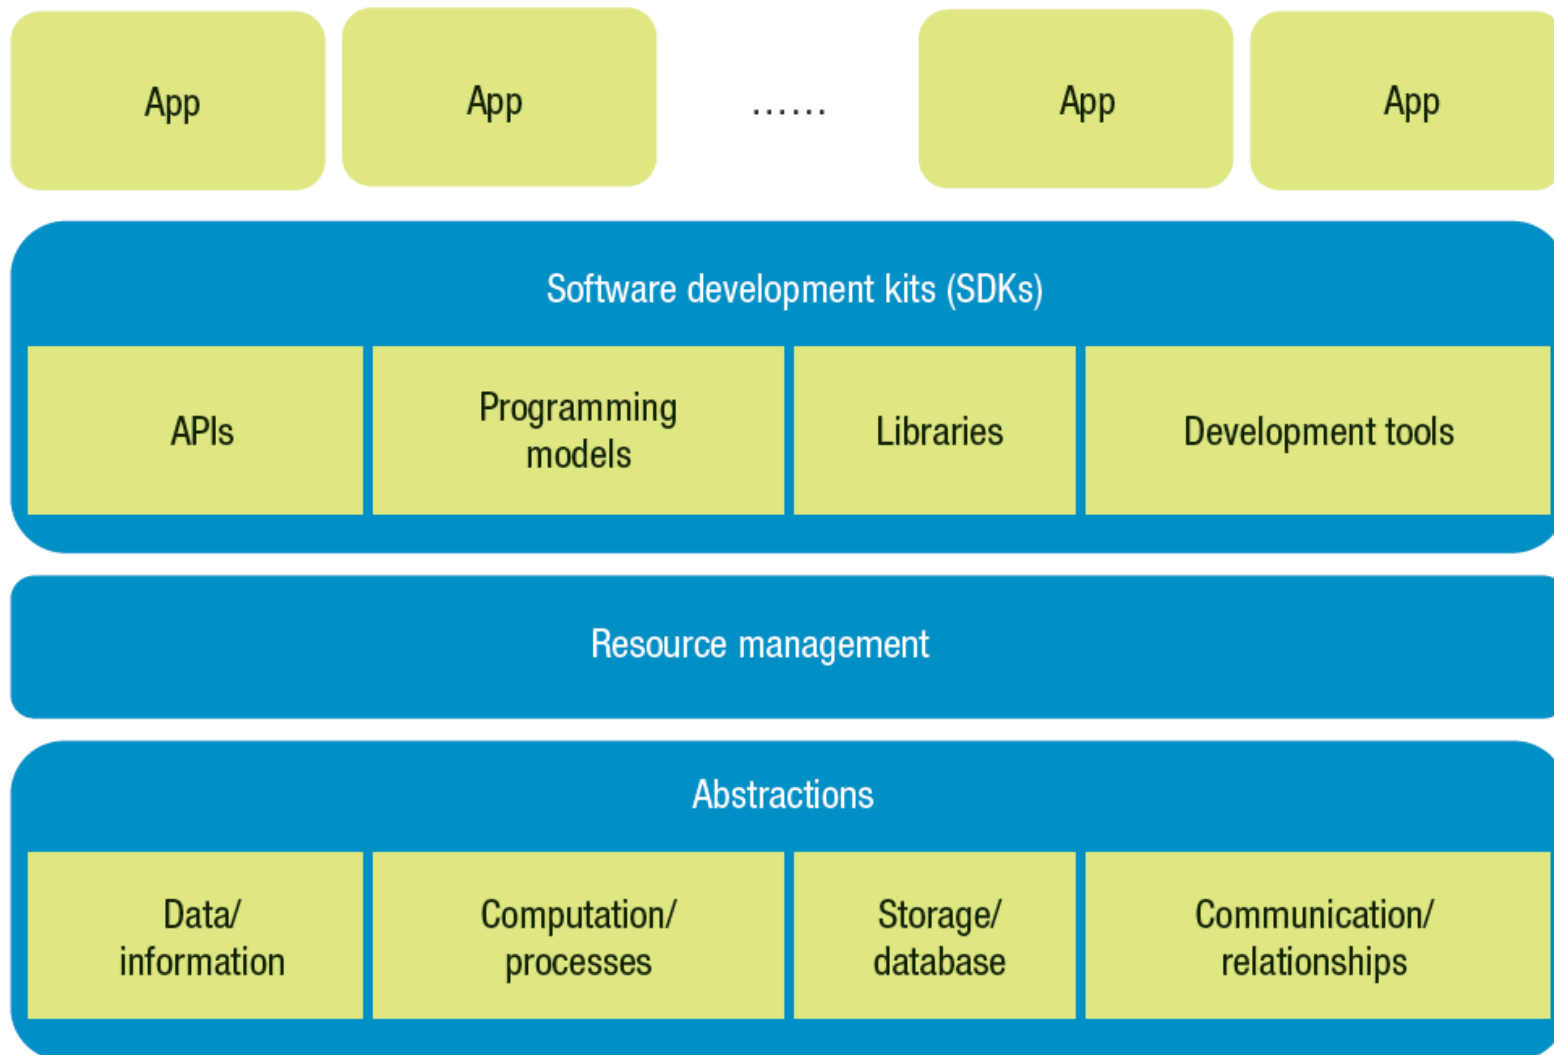 App
App
......
App
App
Software development kits (SDKs)
APIs
Programming
models
Libraries
Development tools
Resource management
Abstractions
Data/
information
Computation/
processes
Storage/
database
Communication/
relationships